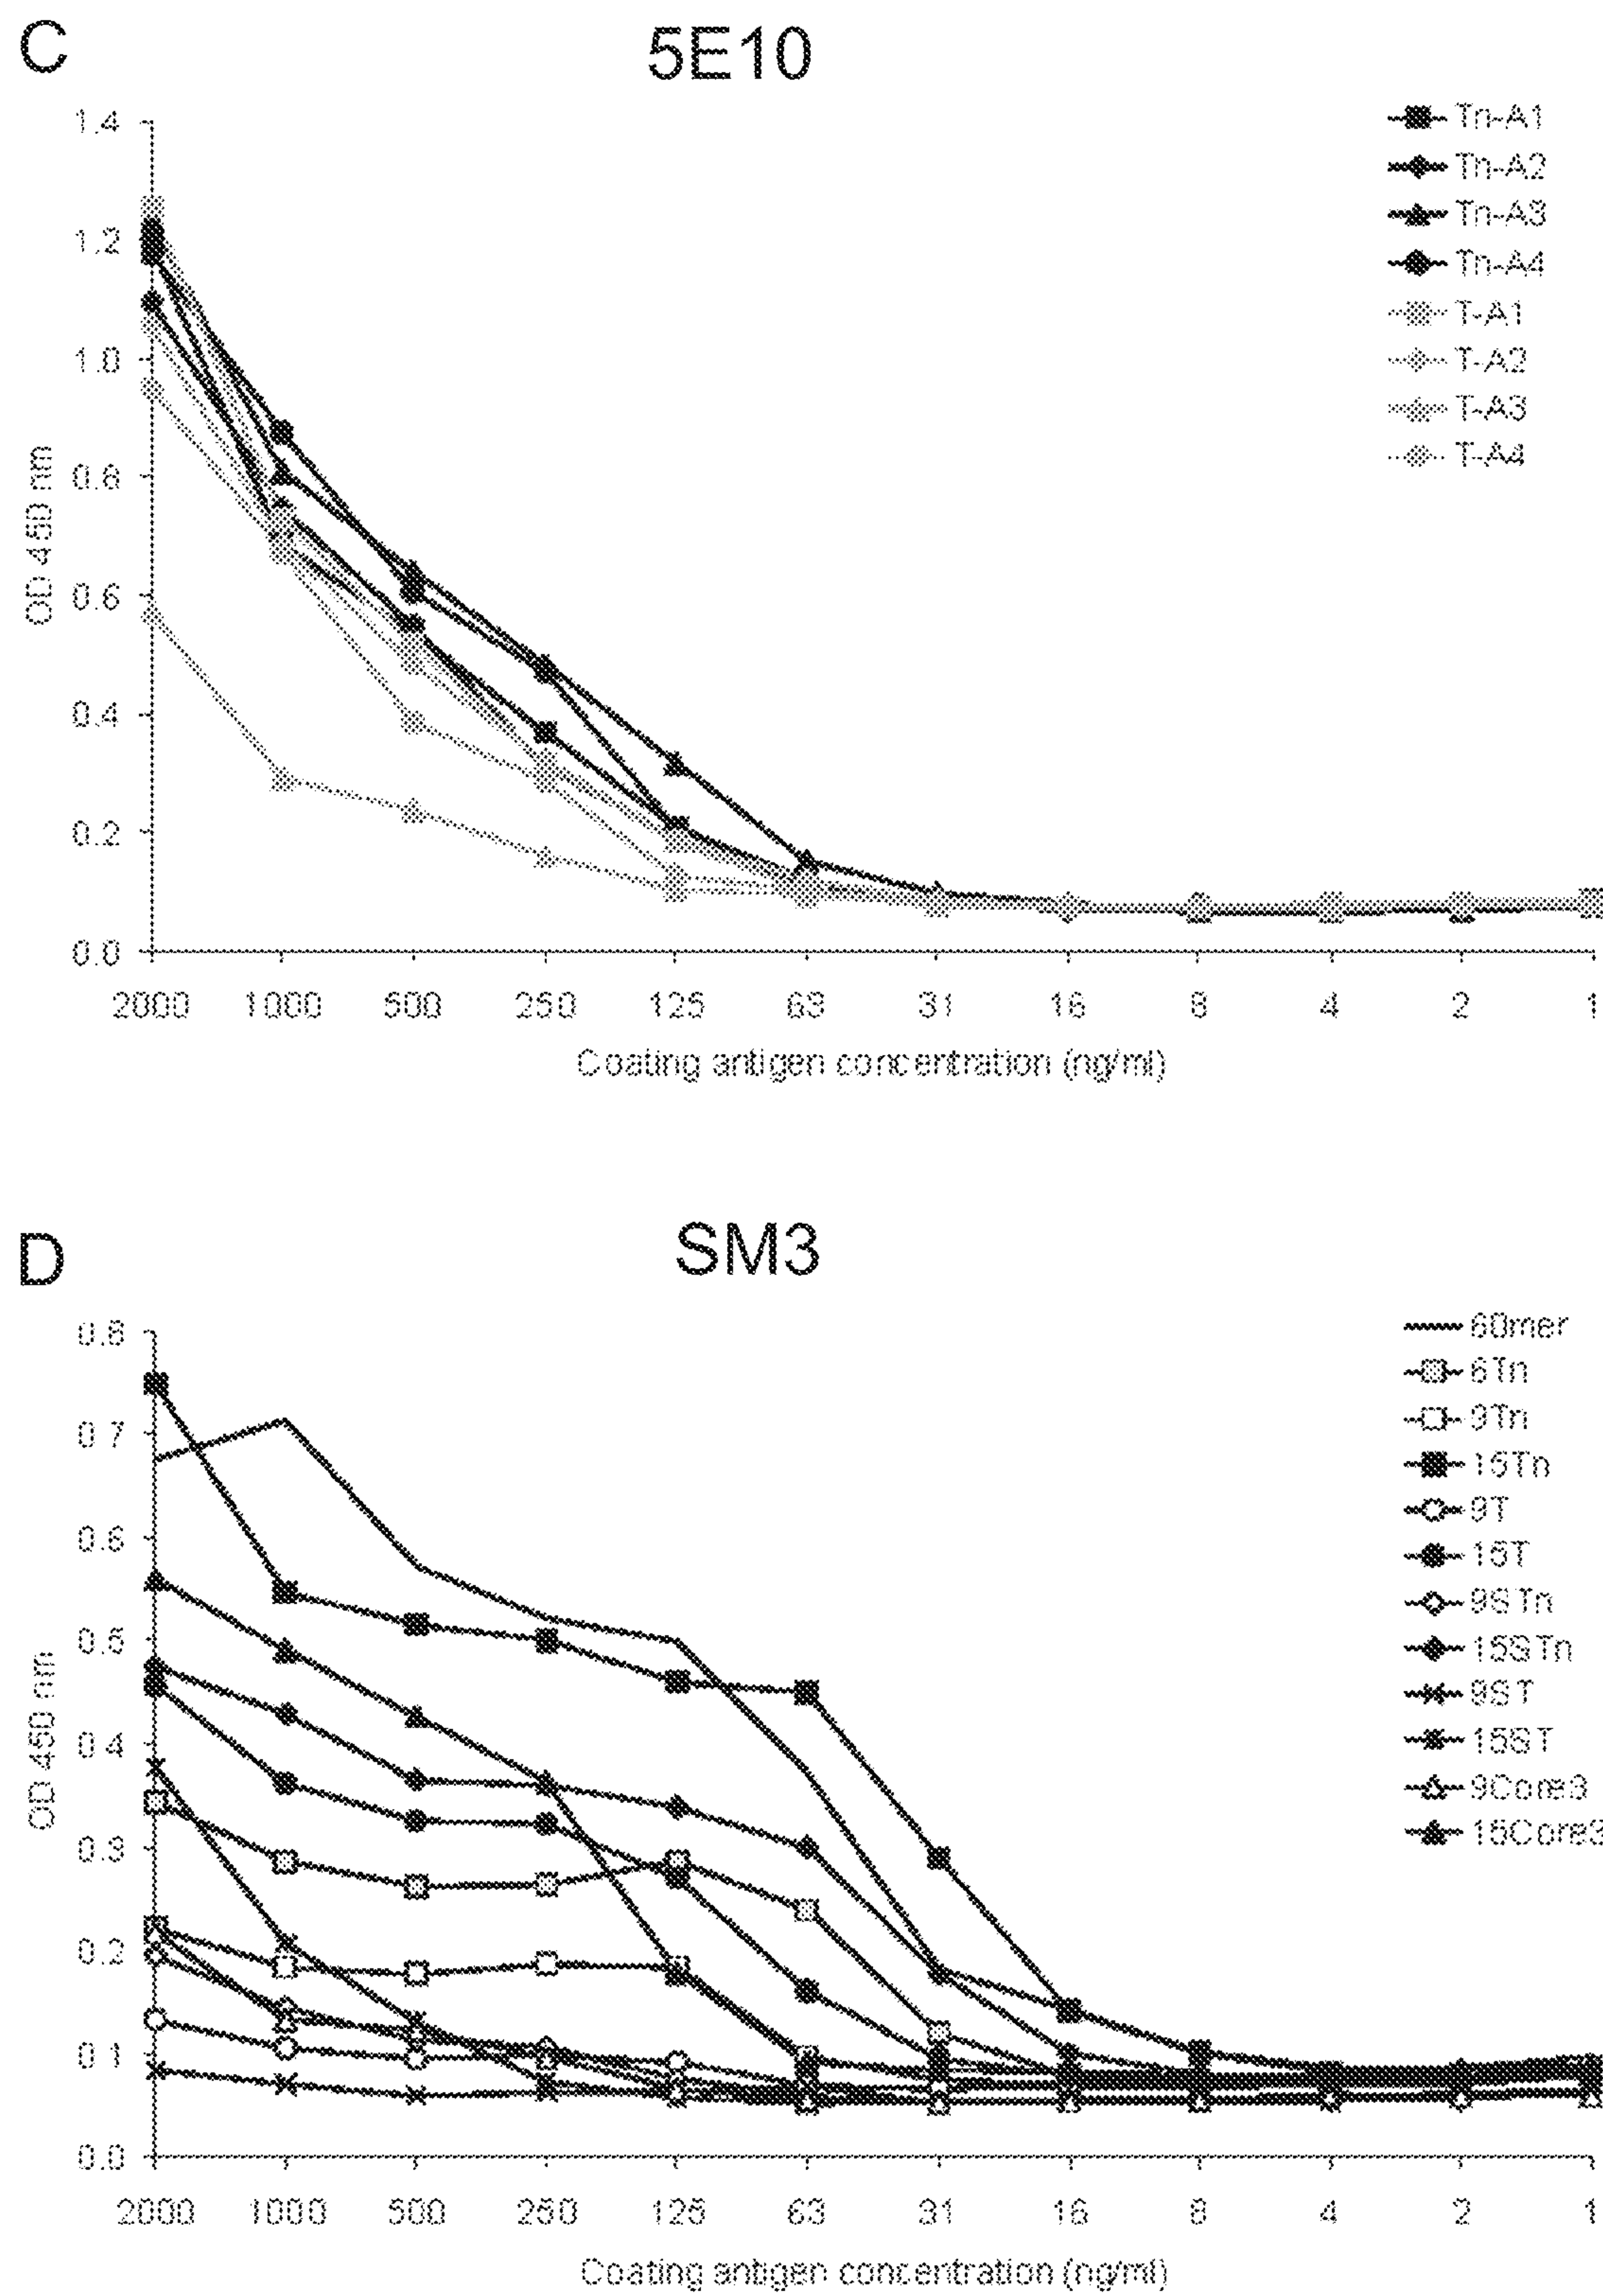 C
5E10
1.4
1.2
1.0
0.8
0.6
0.4
0.2
0.0
OD 450 nm
2000 1000 500 250 125 63 31 16 8 4 2 1
Coating antigen concentration (ng/ml)
Tn-A1
Tn-A2
Tn-A3
Tn-A4
T-A1
T-A2
T-A3
T-A4
D
SM3
0.8
0.7
0.6
0.5
0.4
0.3
0.2
0.1
0.0
OD 450 nm
2000 1000 500 250 125 63 31 16 8 4 2 1
Coating antigen concentration (ng/ml)
60mer
6Tn
9Tn
15Tn
9T
15T
9STn
15STn
9ST
15ST
9Core3
15Core3